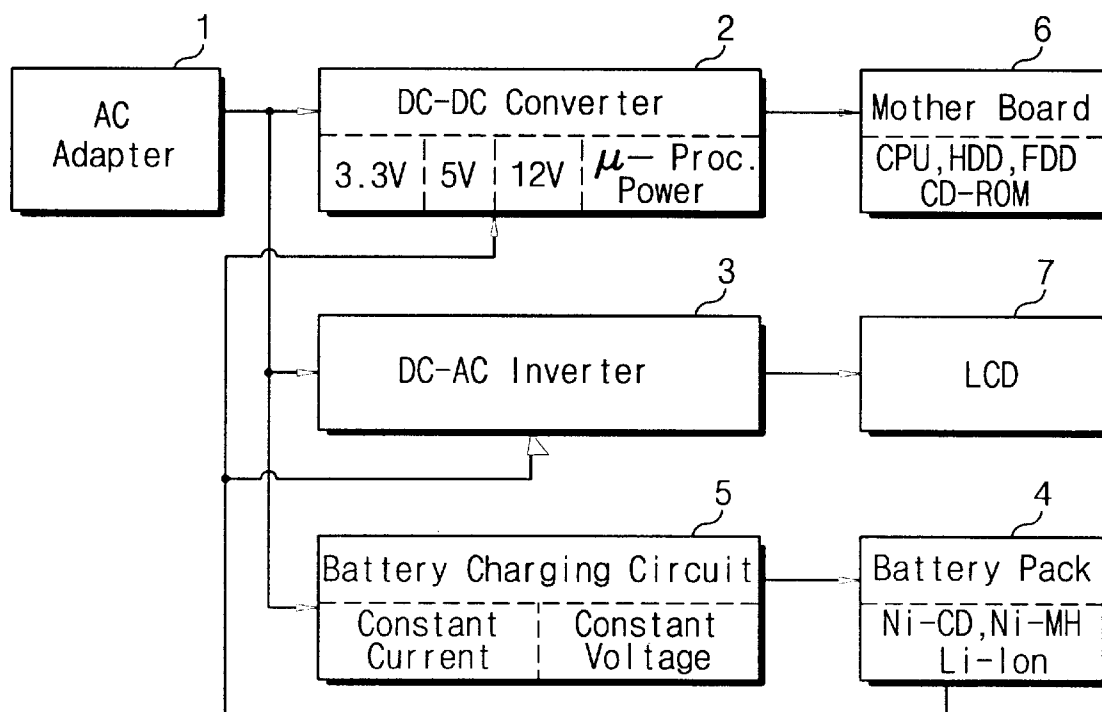 1
AC
Adapter
2
DC-DC Converter
3.3V
5V
12V
μ- Proc.
Power
6
Mother Board
CPU,HDD,FDD
CD-ROM
3
DC-AC Inverter
7
LCD
5
Battery Charging Circuit
Constant
Current
Constant
Voltage
4
Battery Pack
Ni-CD,Ni-MH
Li-Ion